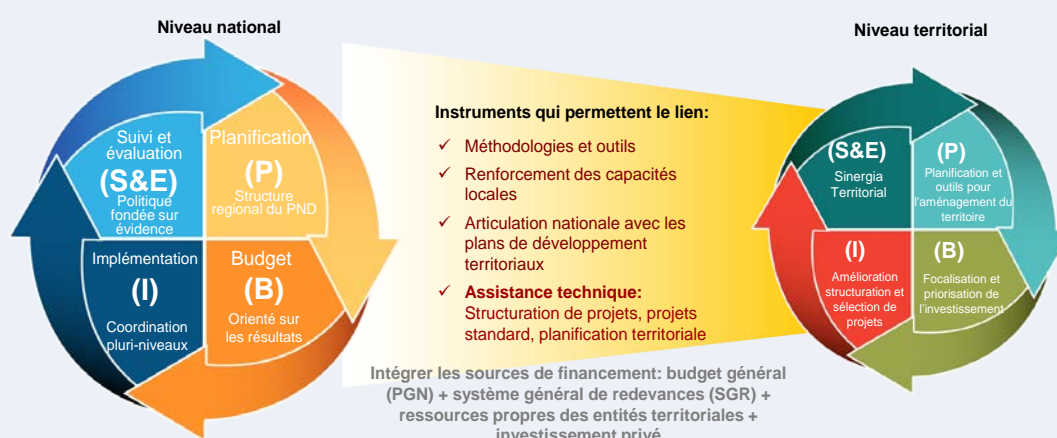 Niveau national
Suivi et
évaluation
(S&E)
Politique
fondée sur
évidence
Planification
(P)
Structure
regional du PND
Implémentation
(I)
Coordination
pluri-niveaux
Budget
(B)
Orienté sur
les résultats
Instruments qui permettent le lien:
✓ Méthodologies et outils
✓ Renforcement des capacités
locales
✓ Articulation nationale avec les
plans de développement
territoriaux
✓ Assistance technique:
Structuration de projets, projets
standard, planification territoriale
Intégrer les sources de financement: budget général
(PGN) + système général de redevances (SGR) +
ressources propres des entités territoriales +
investissement privé
Niveau territorial
(S&E)
Sinergia
Territorial
(P)
Planification et
outils pour
l'aménagement du
territoire
(I)
Amélioration
structuration et
sélection de
projets
(B)
Focalisation et
priorisation de
l'investissement